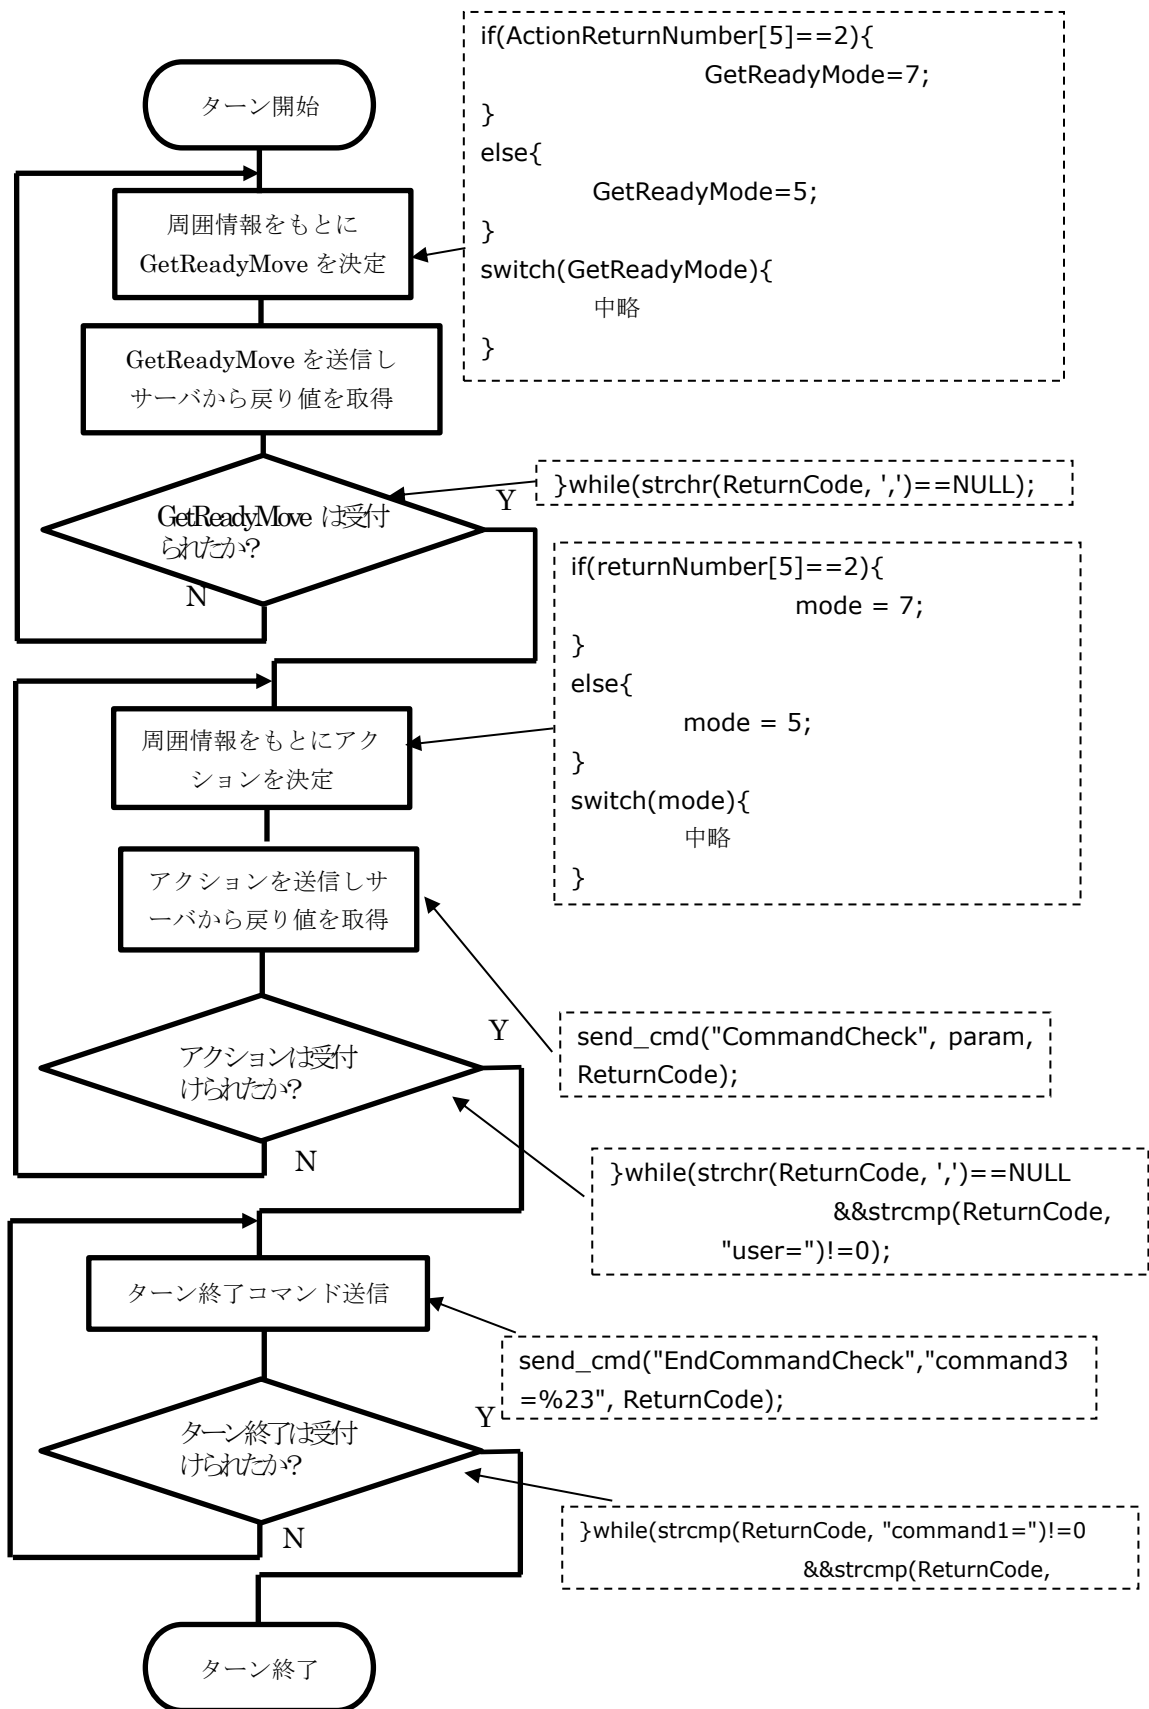 if(ActionReturnNumber[5]==2){
GetReadyMode=7;
}
else{
GetReadyMode=5;
}
switch(GetReadyMode){
中略
}
ターン開始
周囲情報をもとに
GetReadyMove を決定
GetReadyMove を送信し
サーバから戻り値を取得
}while(strchr(ReturnCode, ',')==NULL);
Y
GetReadyMove は受付
られたか?
N
if(returnNumber[5]==2){
mode = 7;
}
else{
mode = 5;
}
switch(mode){
中略
}
周囲情報をもとにアク
ションを決定
アクションを送信しサ
ーバから戻り値を取得
send_cmd("CommandCheck", param,
ReturnCode);
Y
アクションは受付
けられたか?
N
}while(strchr(ReturnCode, ',')==NULL
&&strcmp(ReturnCode,
"user=")!=0);
ターン終了コマンド送信
send_cmd("EndCommandCheck","command3
=%23", ReturnCode);
Y
ターン終了は受付
けられたか?
N
}while(strcmp(ReturnCode, "command1=")!=0
&&strcmp(ReturnCode,
ターン終了